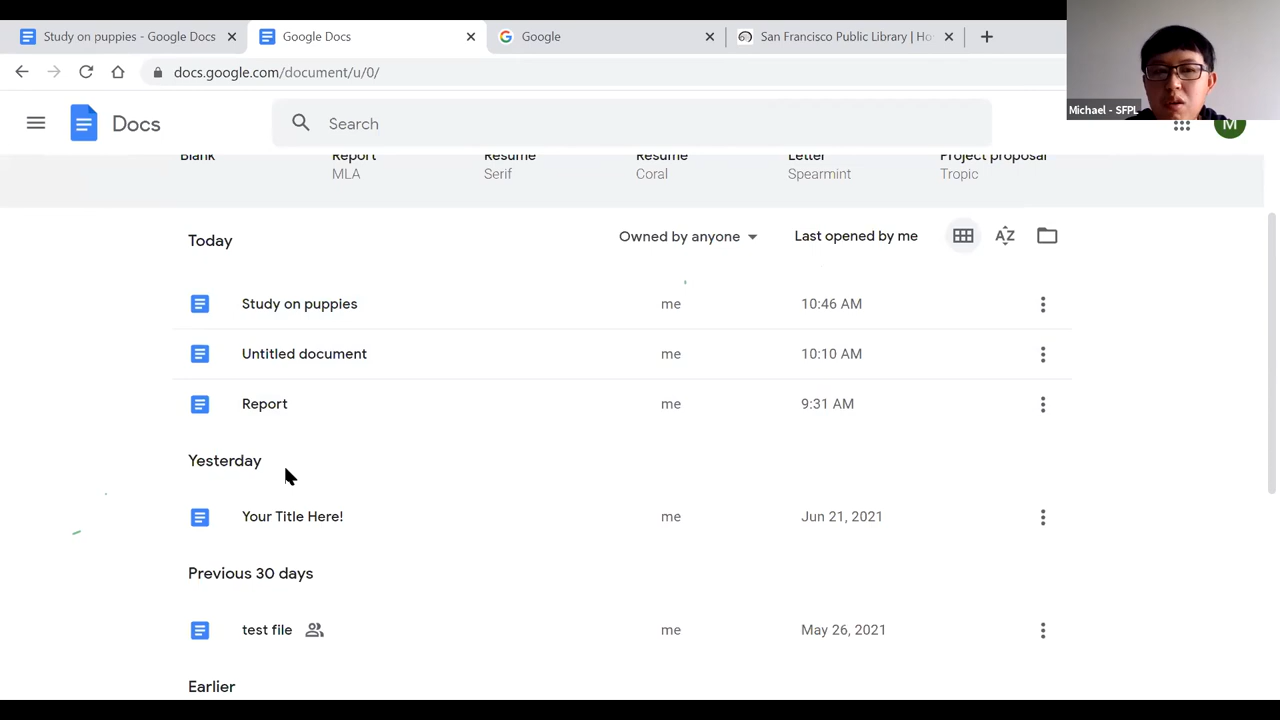 Study on puppies - Google Docs
Google Docs
Google
San Francisco Public Library | Ho
docs.google.com/document/u/0/
Michael - SFPL
Docs
Search
M
Blank
Report
Resume
Resume
Letter
Project proposal
MLA
Serif
Coral
Spearmint
Tropic
Today
Owned by anyone
Last opened by me
AZ
Study on puppies
me
10:46 AM
Untitled document
me
10:10 AM
Report
me
9:31 AM
Yesterday
Your Title Here!
me
Jun 21, 2021
Previous 30 days
test file
me
May 26, 2021
Earlier